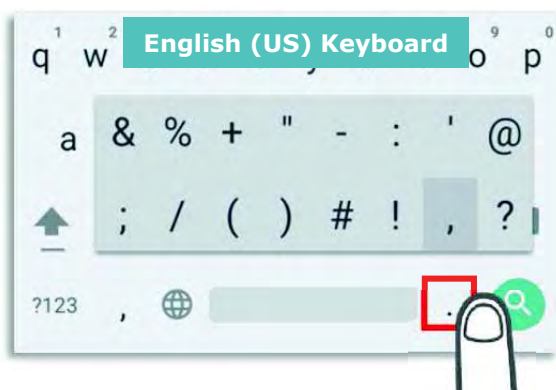 English (US) Keyboard
q 1 w 2 o 9 p 0
a & % + " - : ' @
; / ( ) # ! , ?
?123 , .